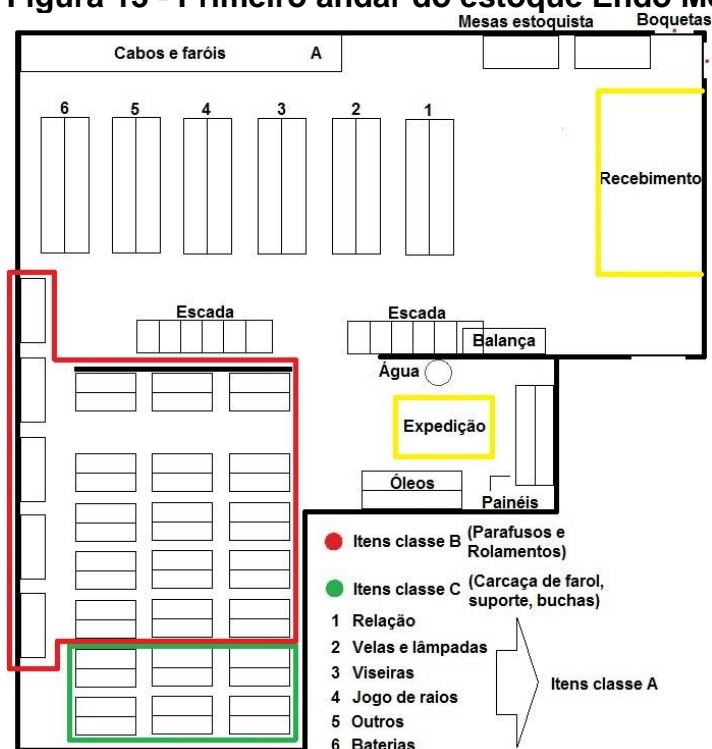 Figura 15 - Primeiro andar do estoque Endo Mo
Mesas estoquista
Boquetas
Cabos e faróis A
6 5 4 3 2 1
Recebimento
Escada
Escada
Balança
Água
Expedição
Óleos
Painéis
Itens classe B (Parafusos e
Rolamentos)
Itens classe C (Carcaça de farol,
suporte, buchas)
1 Relação
2 Velas e lâmpadas
3 Viseiras
4 Jogo de raios
5 Outros
6 Baterias
Itens classe A